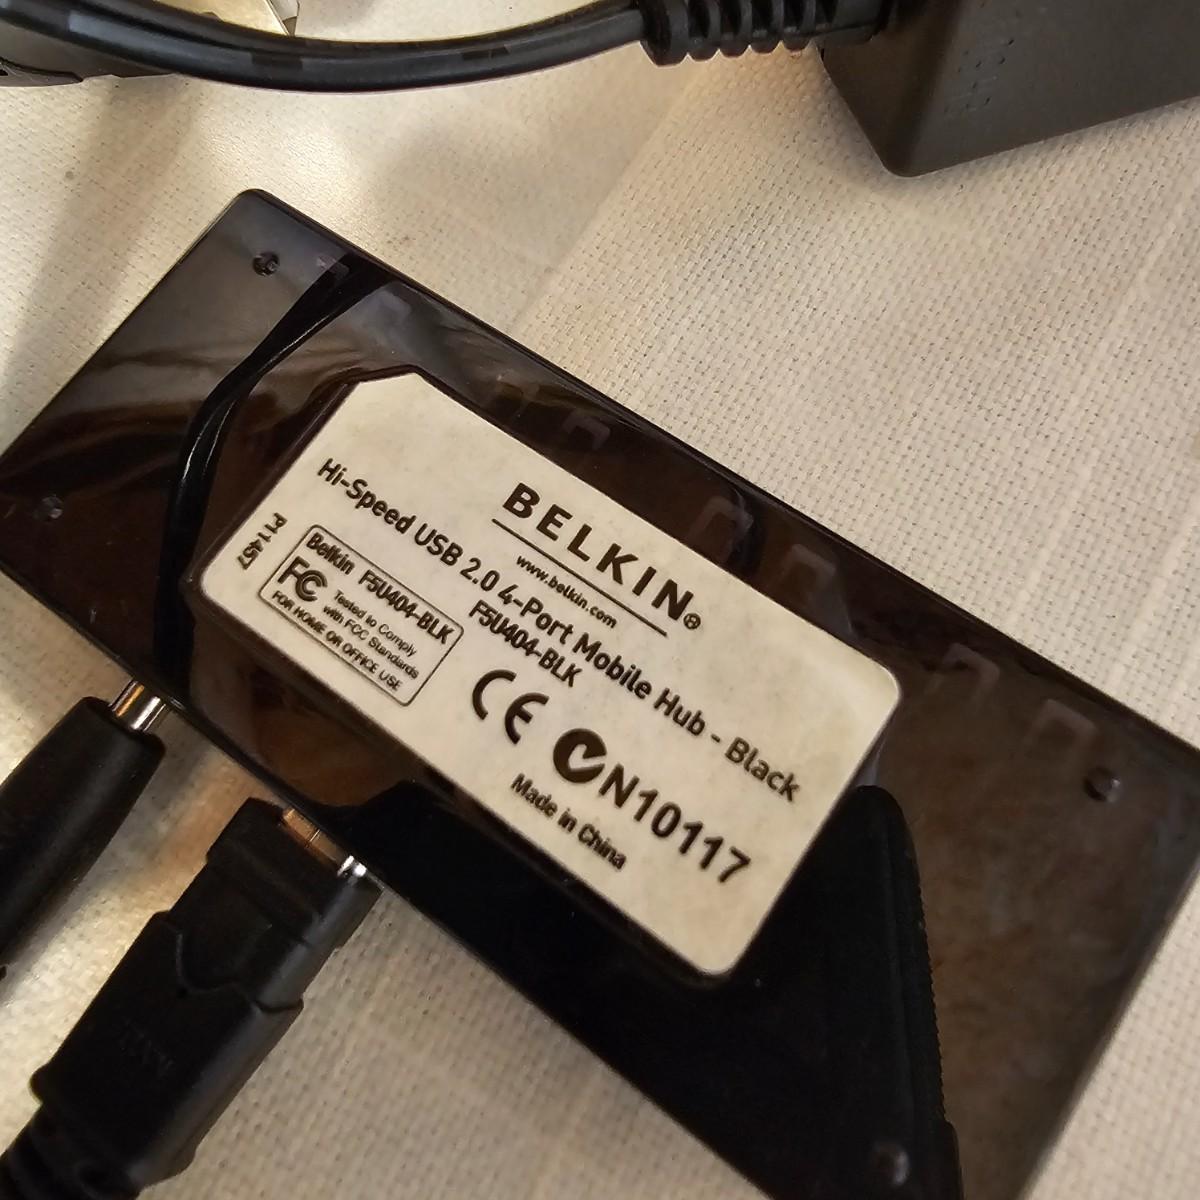 BELKIN®
www.belkin.com
Hi-Speed USB 2.0 4-Port Mobile Hub - Black
F5U404-BLK
Belkin F5U404-BLK
FC Tested to Comply
with FCC Standards
FOR HOME OR OFFICE USE
CE N10117
Made in China